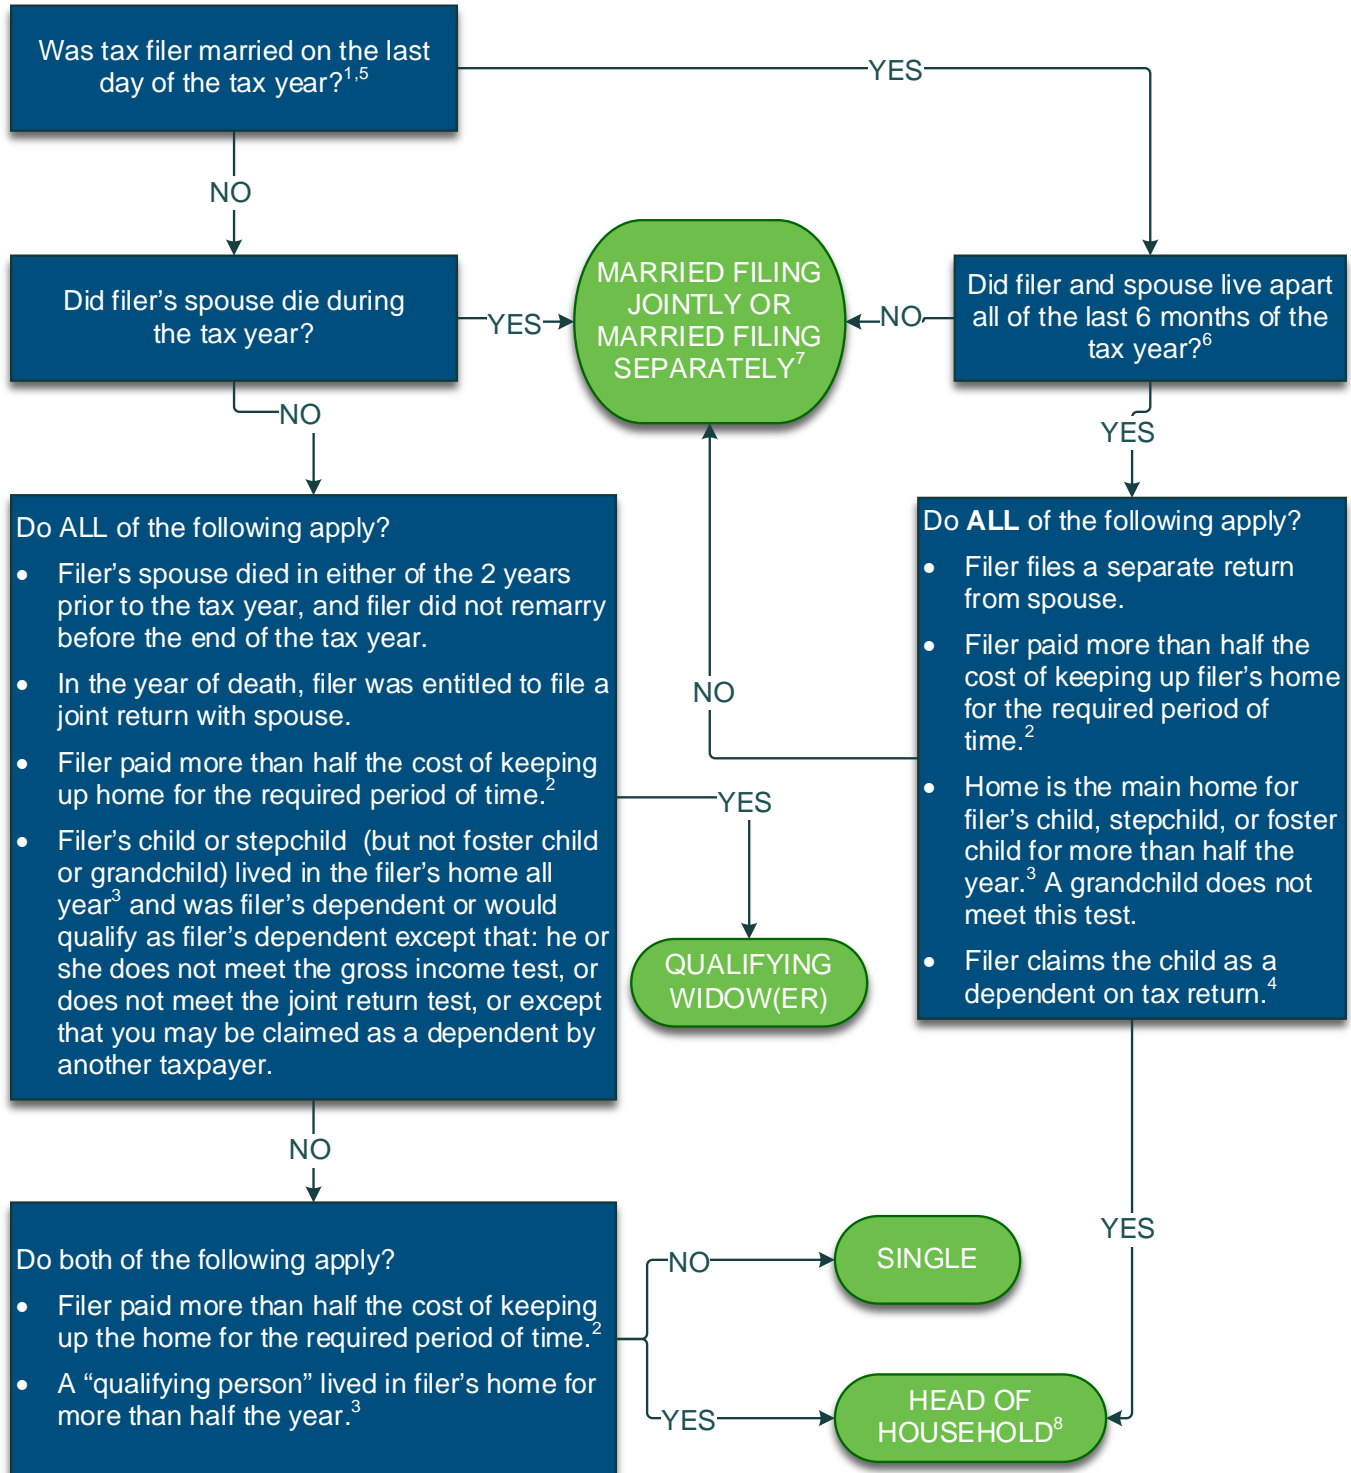 Was tax filer married on the last
day of the tax year?1,5
YES
NO
Did filer’s spouse die during
the tax year?
YES
MARRIED FILING
JOINTLY OR
MARRIED FILING
SEPARATELY7
NO
Did filer and spouse live apart
all of the last 6 months of the
tax year?6
NO
YES
Do ALL of the following apply?
• Filer’s spouse died in either of the 2 years
prior to the tax year, and filer did not remarry
before the end of the tax year.
• In the year of death, filer was entitled to file a
joint return with spouse.
• Filer paid more than half the cost of keeping
up home for the required period of time.2
• Filer’s child or stepchild (but not foster child
or grandchild) lived in the filer’s home all
year3 and was filer’s dependent or would
qualify as filer’s dependent except that: he or
she does not meet the gross income test, or
does not meet the joint return test, or except
that you may be claimed as a dependent by
another taxpayer.
NO
YES
QUALIFYING
WIDOW(ER)
Do ALL of the following apply?
• Filer files a separate return
from spouse.
• Filer paid more than half the
cost of keeping up filer’s home
for the required period of
time.2
• Home is the main home for
filer’s child, stepchild, or foster
child for more than half the
year.3 A grandchild does not
meet this test.
• Filer claims the child as a
dependent on tax return.4
NO
YES
Do both of the following apply?
• Filer paid more than half the cost of keeping
up the home for the required period of time.2
• A “qualifying person” lived in filer’s home for
more than half the year.3
NO
SINGLE
YES
HEAD OF
HOUSEHOLD8